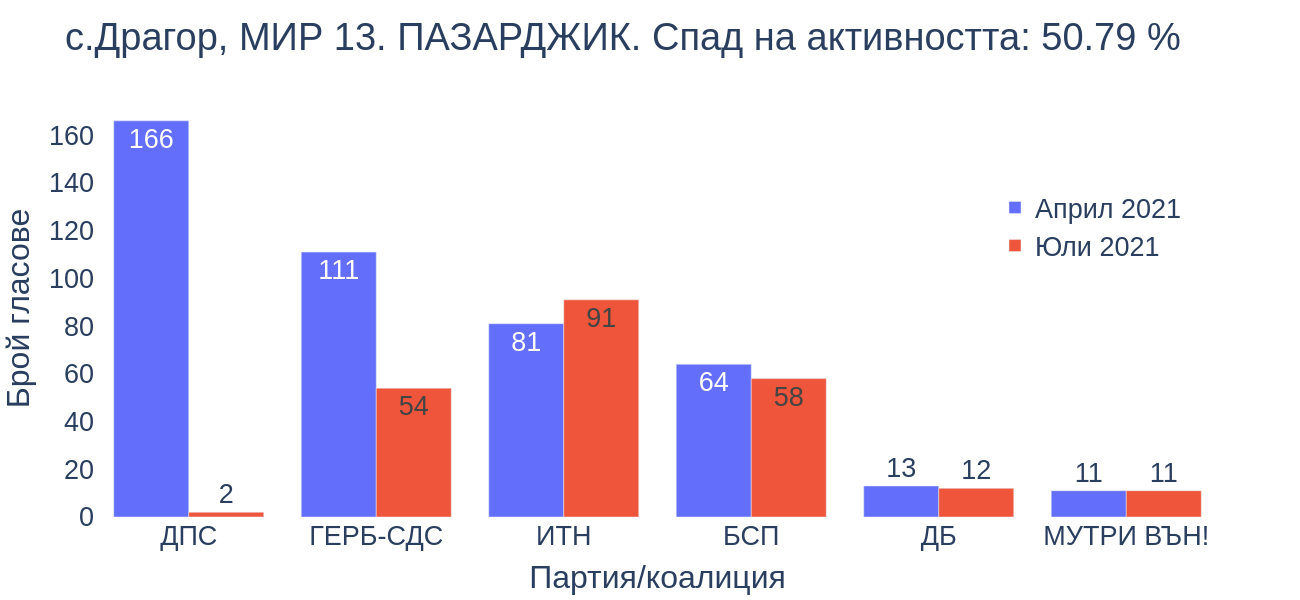 с.Драгор, МИР 13. ПАЗАРДЖИК. Спад на активността: 50.79 %
Брой гласове
160
140
120
100
80
60
40
20
0
166
2
111
54
81
91
64
58
13
12
11
11
Април 2021
Юли 2021
ДПС
ГЕРБ-СДС
ИТН
БСП
ДБ
МУТРИ ВЪН!
Партия/коалиция